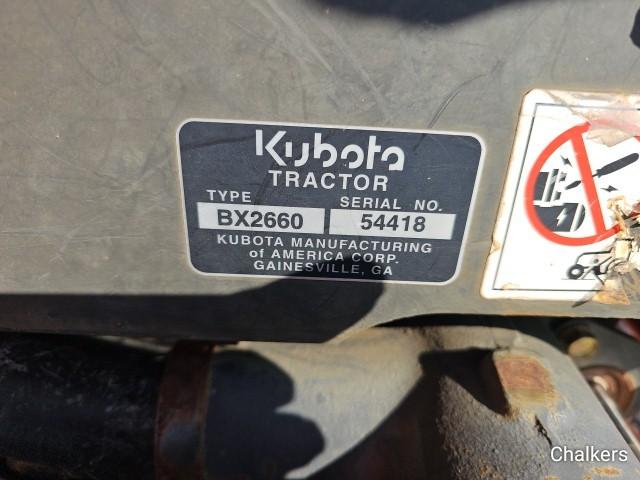 Kubota
TRACTOR
TYPE SERIAL NO.
BX2660 54418
KUBOTA MANUFACTURING
of AMERICA CORP.
GAINESVILLE, GA
Chalkers